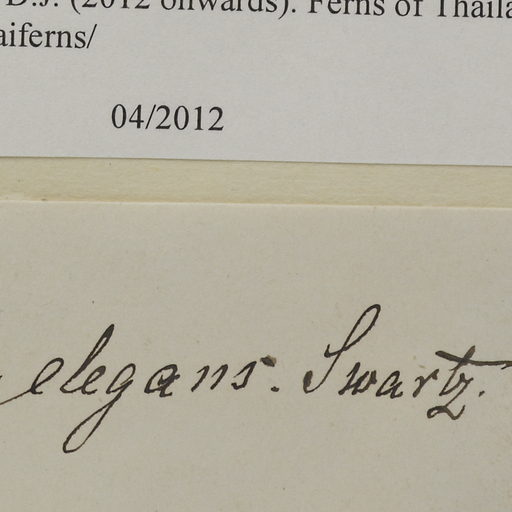 D.J. (2012 onwards). Ferns of Thaila
aiferns/
04/2012
elegans. Swartz.